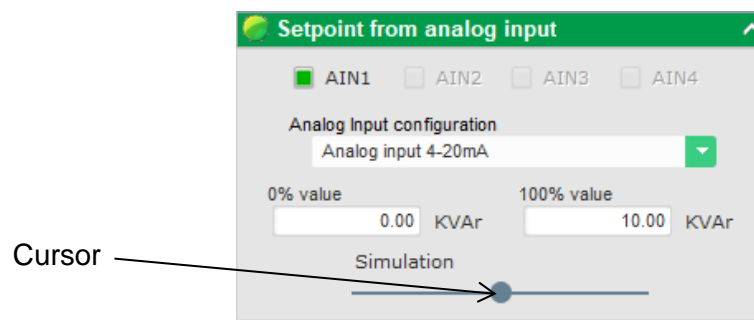 Setpoint from analog input
AIN1 AIN2 AIN3 AIN4
Analog Input configuration
Analog input 4-20mA
0% value 100% value
0.00 KVAr 10.00 KVAr
Cursor
Simulation